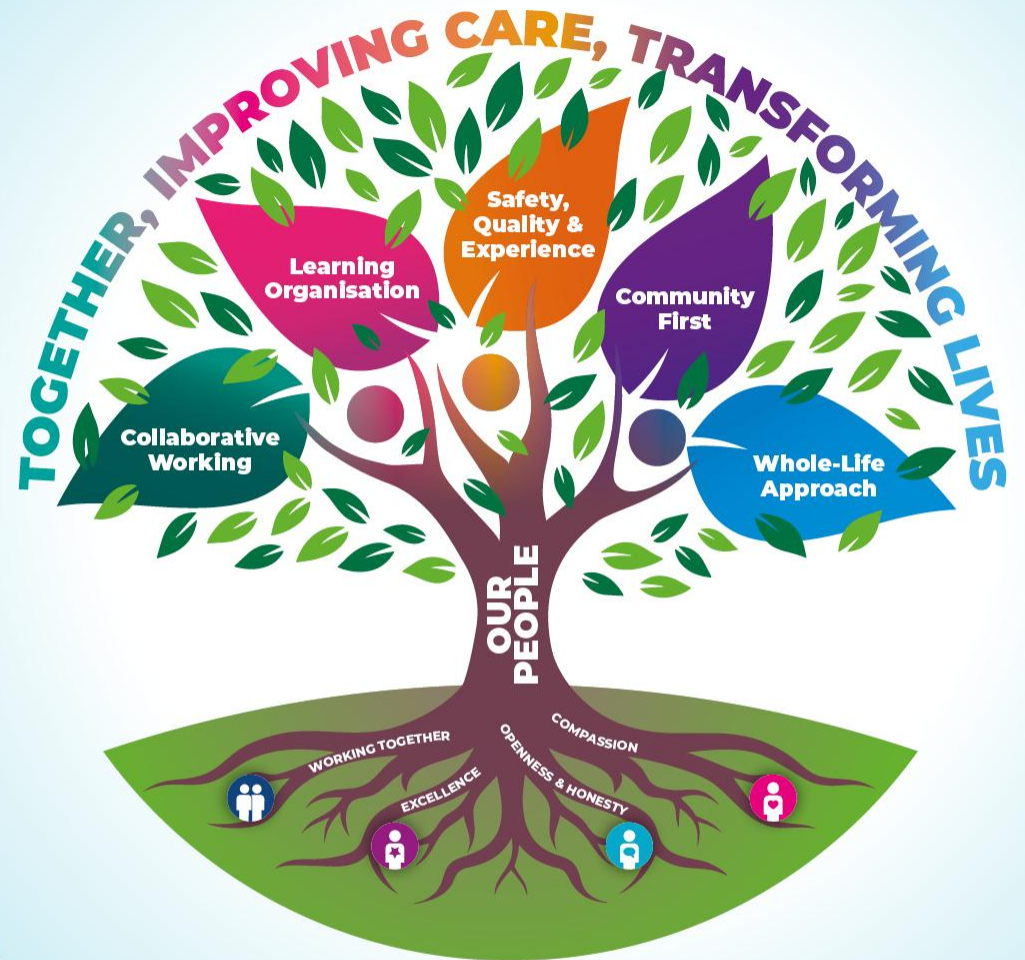 TOGETHER, IMPROVING CARE, TRANSFORMING LIVES
Safety,
Quality &
Experience
Learning
Organisation
Community
First
Collaborative
Working
Whole-Life
Approach
OUR
PEOPLE
WORKING TOGETHER
EXCELLENCE
OPENNESS & HONESTY
COMPASSION